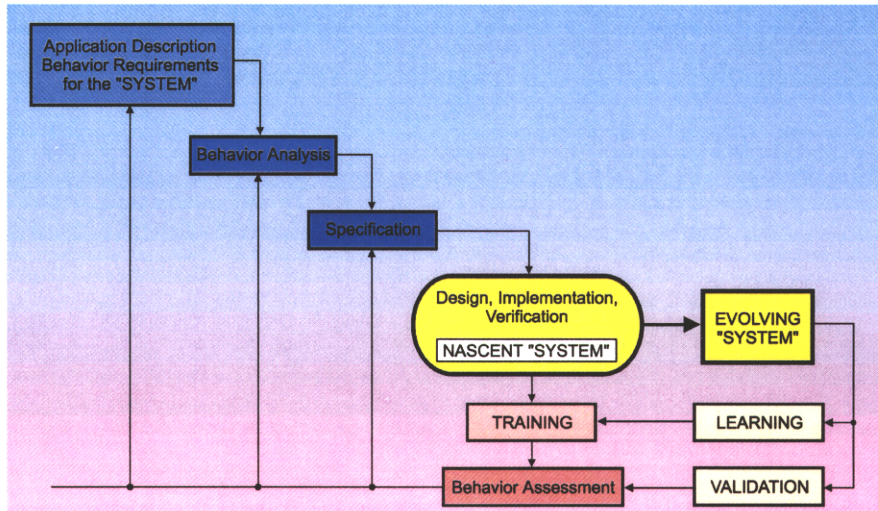 Application Description
Behavior Requirements
for the "SYSTEM"
Behavior Analysis
Specification
Design, Implementation,
Verification
NASCENT "SYSTEM"
EVOLVING
"SYSTEM"
TRAINING
LEARNING
Behavior Assessment
VALIDATION